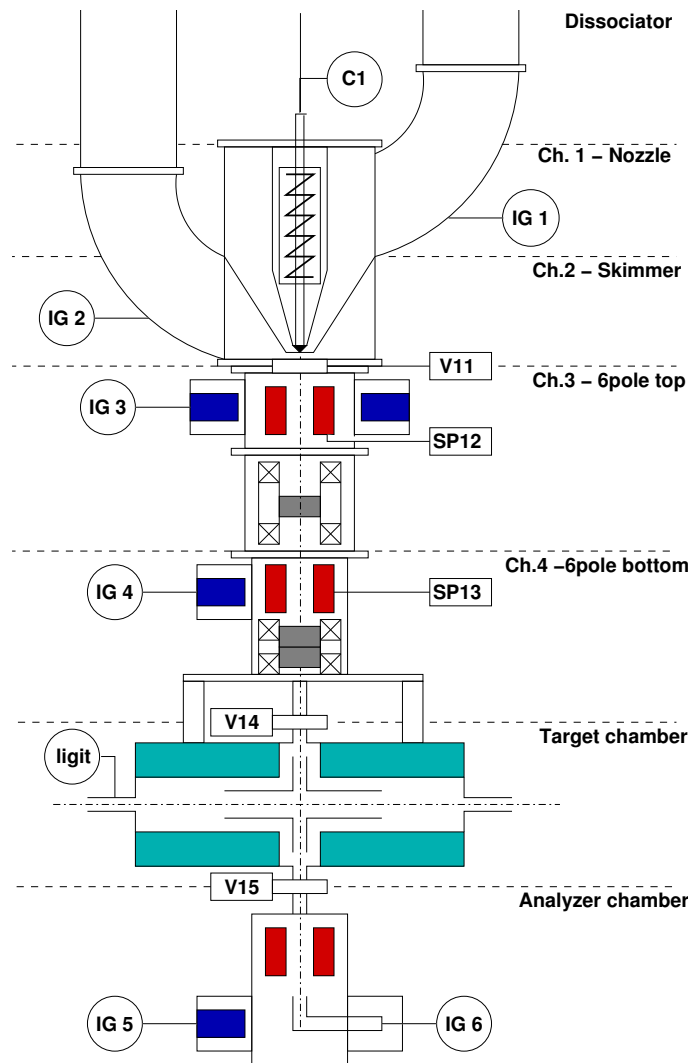 Dissociator
C1
Ch. 1 – Nozzle
IG 1
Ch.2 – Skimmer
IG 2
V11
Ch.3 – 6pole top
IG 3
SP12
Ch.4 –6pole bottom
IG 4
SP13
V14
Target chamber
ligit
V15
Analyzer chamber
IG 5
IG 6